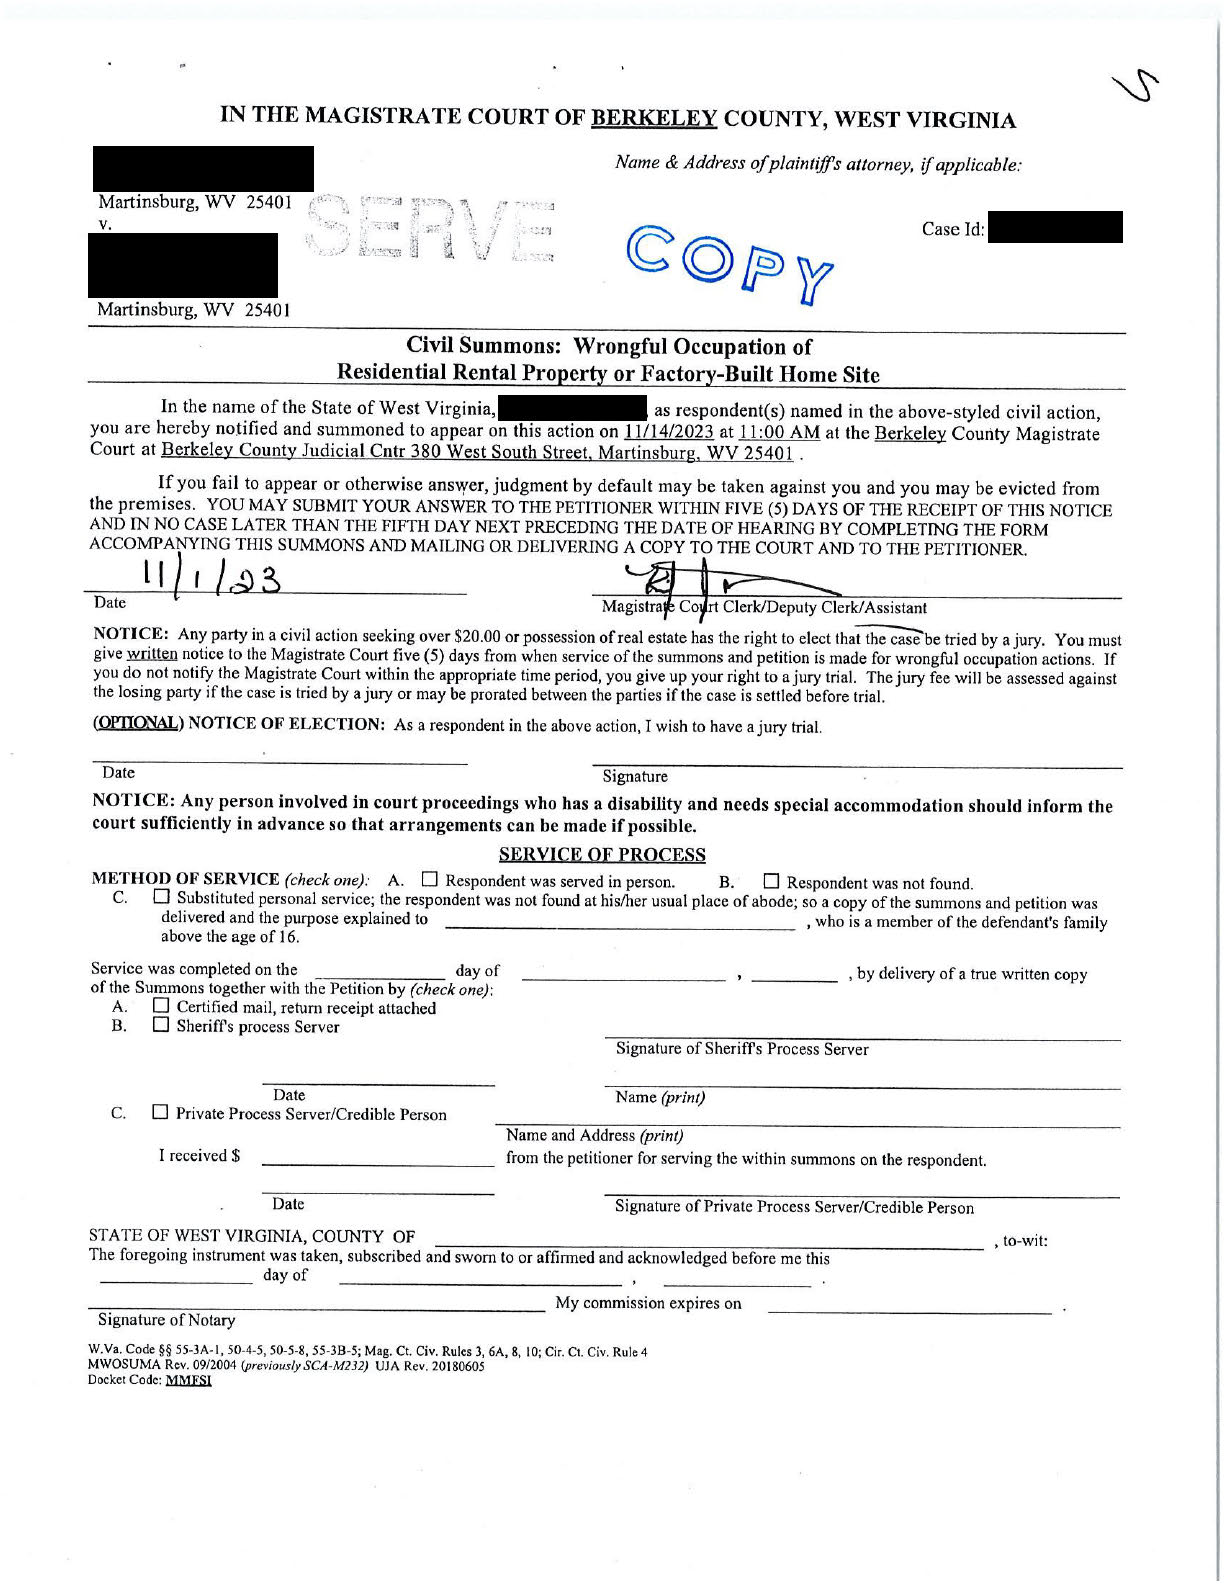 IN THE MAGISTRATE COURT OF BERKELEY COUNTY, WEST VIRGINIA
Name & Address of plaintiff's attorney, if applicable:
Martinsburg, WV 25401
v.
SERVE
COPY
Case Id:
Martinsburg, WV 25401
Civil Summons: Wrongful Occupation of
Residential Rental Property or Factory-Built Home Site
In the name of the State of West Virginia, as respondent(s) named in the above-styled civil action,
you are hereby notified and summoned to appear on this action on 11/14/2023 at 11:00 AM at the Berkeley County Magistrate
Court at Berkeley County Judicial Cntr 380 West South Street, Martinsburg, WV 25401 .
If you fail to appear or otherwise answer, judgment by default may be taken against you and you may be evicted from
the premises. YOU MAY SUBMIT YOUR ANSWER TO THE PETITIONER WITHIN FIVE (5) DAYS OF THE RECEIPT OF THIS NOTICE
AND IN NO CASE LATER THAN THE FIFTH DAY NEXT PRECEDING THE DATE OF HEARING BY COMPLETING THE FORM
ACCOMPANYING THIS SUMMONS AND MAILING OR DELIVERING A COPY TO THE COURT AND TO THE PETITIONER.
11/1/23
Date
Magistrate Court Clerk/Deputy Clerk/Assistant
NOTICE: Any party in a civil action seeking over $20.00 or possession of real estate has the right to elect that the case be tried by a jury. You must
give written notice to the Magistrate Court five (5) days from when service of the summons and petition is made for wrongful occupation actions. If
you do not notify the Magistrate Court within the appropriate time period, you give up your right to a jury trial. The jury fee will be assessed against
the losing party if the case is tried by a jury or may be prorated between the parties if the case is settled before trial.
(OPTIONAL) NOTICE OF ELECTION: As a respondent in the above action, I wish to have a jury trial.
Date
Signature
NOTICE: Any person involved in court proceedings who has a disability and needs special accommodation should inform the
court sufficiently in advance so that arrangements can be made if possible.
SERVICE OF PROCESS
METHOD OF SERVICE (check one): A. ☐ Respondent was served in person. B. ☐ Respondent was not found.
C. ☐ Substituted personal service; the respondent was not found at his/her usual place of abode; so a copy of the summons and petition was
delivered and the purpose explained to ____ , who is a member of the defendant's family
above the age of 16.
Service was completed on the ____ day of ____ , ____ , by delivery of a true written copy
of the Summons together with the Petition by (check one):
A. ☐ Certified mail, return receipt attached
B. ☐ Sheriff's process Server
Signature of Sheriff's Process Server
Date
Name (print)
C. ☐ Private Process Server/Credible Person
Name and Address (print)
I received $ ____ from the petitioner for serving the within summons on the respondent.
Date
Signature of Private Process Server/Credible Person
STATE OF WEST VIRGINIA, COUNTY OF ____ , to-wit:
The foregoing instrument was taken, subscribed and sworn to or affirmed and acknowledged before me this
____ day of ____ , ____ .
My commission expires on ____ .
Signature of Notary
W.Va. Code §§ 55-3A-1, 50-4-5, 50-5-8, 55-3B-5; Mag. Ct. Civ. Rules 3, 6A, 8, 10; Cir. Ct. Civ. Rule 4
MWOSUMA Rev. 09/2004 (previously SCA-M232) UJA Rev. 20180605
Docket Code: MMFSI